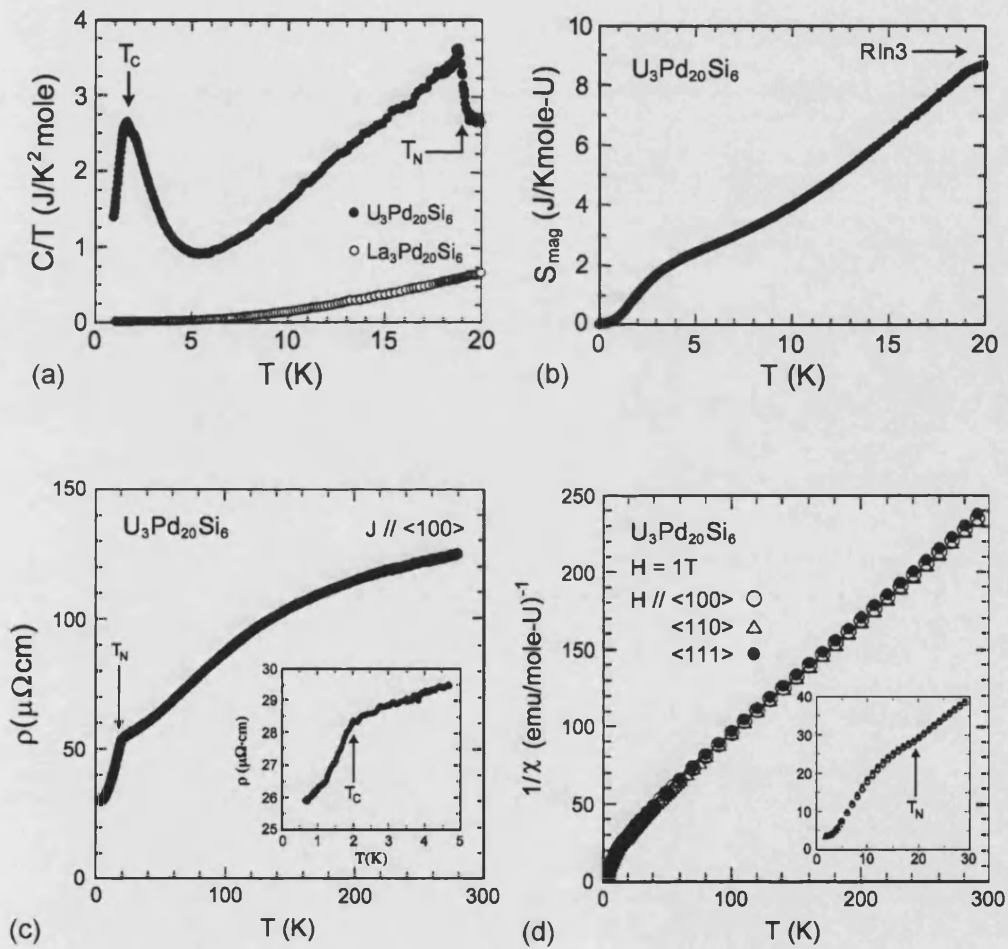 4
3
2
1
0
C/T (J/K² mole)
T_C
T_N
U₃Pd₂₀Si₆
La₃Pd₂₀Si₆
0 5 10 15 20
T (K)
(a)
10
8
6
4
2
0
S_mag (J/Kmole-U)
U₃Pd₂₀Si₆
Rln3
0 5 10 15 20
T (K)
(b)
150
100
50
0
ρ(μΩcm)
U₃Pd₂₀Si₆
J // <100>
T_N
30
29
28
27
26
25
ρ (μΩ-cm)
T_C
0 1 2 3 4 5
T(K)
0 100 200 300
T (K)
(c)
250
200
150
100
50
0
1/χ (emu/mole-U)⁻¹
U₃Pd₂₀Si₆
H = 1T
H // <100>
<110>
<111>
40
30
20
10
0
T_N
0 10 20 30
0 100 200 300
T (K)
(d)